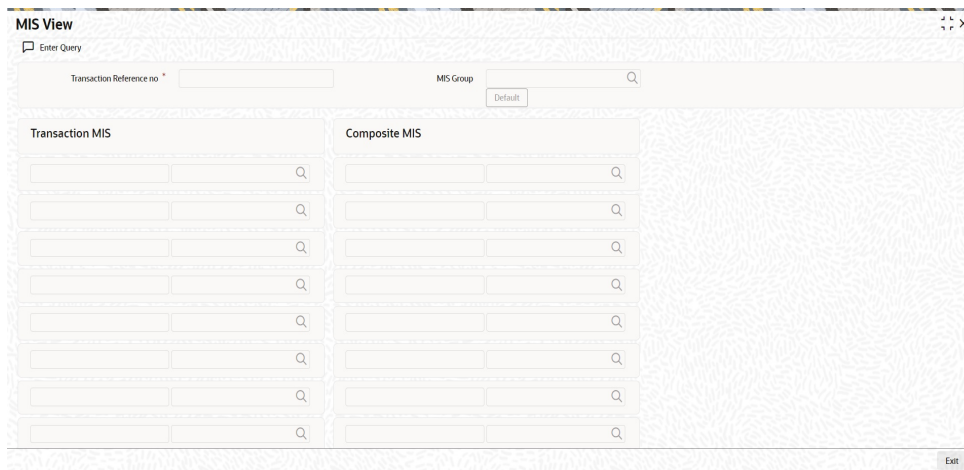 MIS View
Enter Query
Transaction Reference no *
MIS Group
Default
Transaction MIS
Composite MIS
Exit